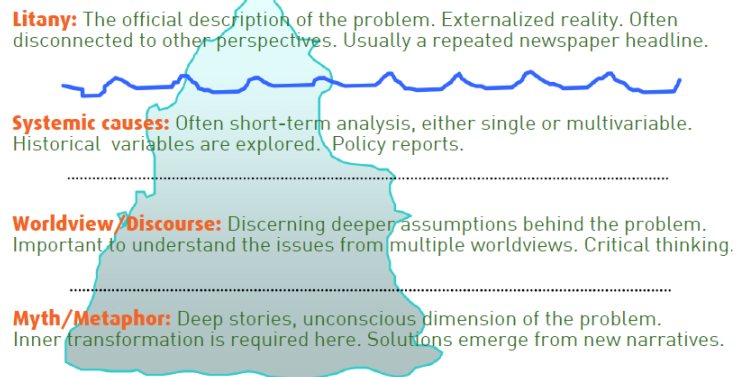 Litany: The official description of the problem. Externalized reality. Often
disconnected to other perspectives. Usually a repeated newspaper headline.
Systemic causes: Often short-term analysis, either single or multivariable.
Historical variables are explored. Policy reports.
Worldview/Discourse: Discerning deeper assumptions behind the problem.
Important to understand the issues from multiple worldviews. Critical thinking.
Myth/Metaphor: Deep stories, unconscious dimension of the problem.
Inner transformation is required here. Solutions emerge from new narratives.